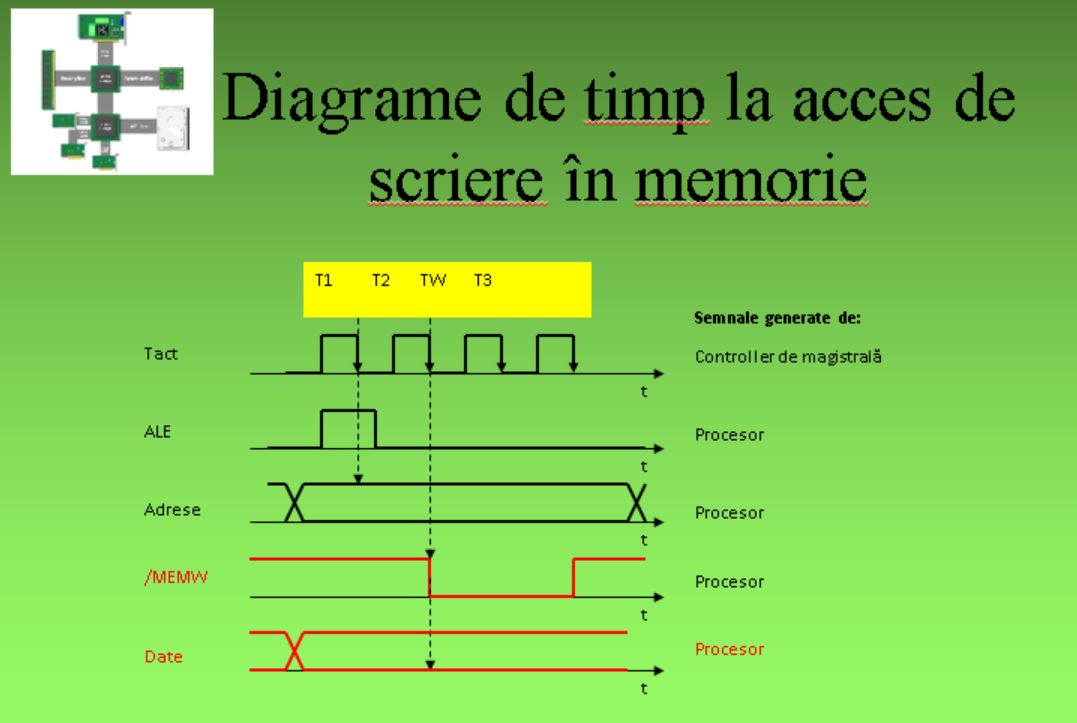 Diagrame de timp la acces de
scriere în memorie
T1 T2 TW T3
Semnale generate de:
Tact
Controller de magistrală
t
ALE
Procesor
t
Adrese
Procesor
t
/MEMW
Procesor
t
Date
Procesor
t